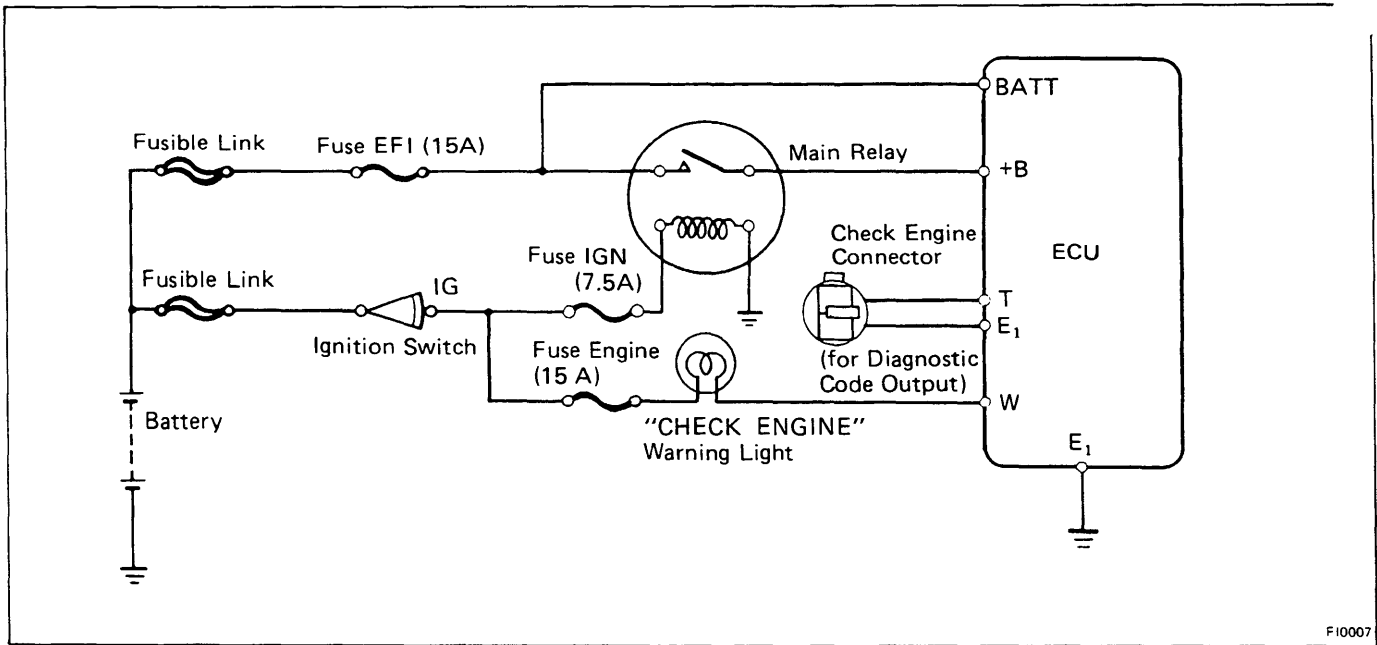 BATT
Fusible Link
Fuse EFI (15A)
Main Relay
+B
Check Engine
Connector
ECU
Fuse IGN
(7.5A)
Fusible Link
IG
T
E₁
Ignition Switch
Fuse Engine
(15 A)
(for Diagnostic
Code Output)
W
Battery
"CHECK ENGINE"
Warning Light
E₁
FI0007